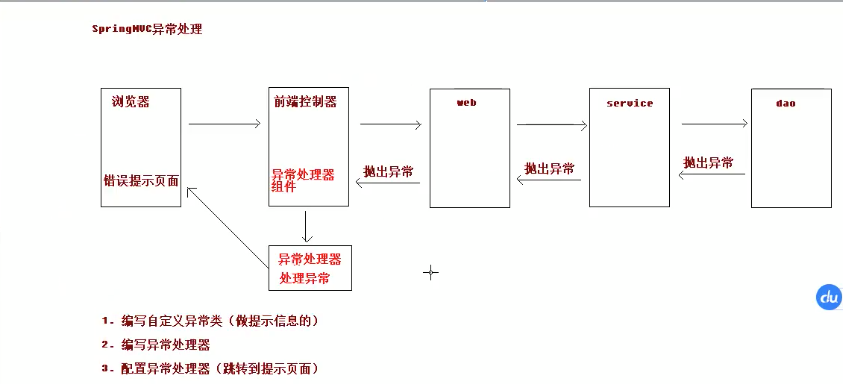 SpringMVC异常处理
浏览器
前端控制器
web
service
dao
错误提示页面
异常处理器
组件
抛出异常
抛出异常
抛出异常
异常处理器
处理异常
1. 编写自定义异常类（做提示信息的）
2. 编写异常处理器
3. 配置异常处理器（跳转到提示页面）
du